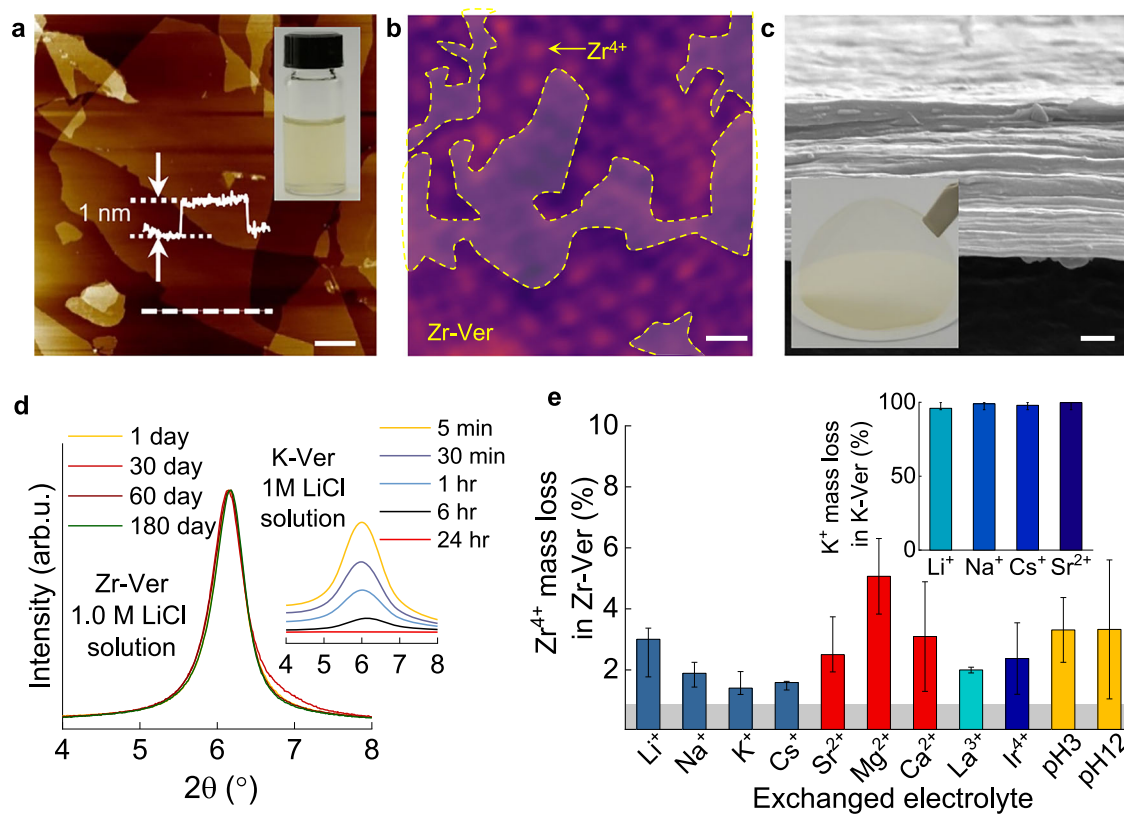 a
1 nm
b
Zr4+
Zr-Ver
c
d
1 day
30 day
60 day
180 day
K-Ver
1M LiCl
solution
5 min
30 min
1 hr
6 hr
24 hr
Zr-Ver
1.0 M LiCl
solution
4 5 6 7 8
Intensity (arb.u.)
4 5 6 7 8
2θ (°)
e
10
8
6
4
2
Zr4+ mass loss
in Zr-Ver (%)
100
50
0
K+ mass loss
in K-Ver (%)
Li+ Na+ Cs+ Sr2+
Li+ Na+ K+ Cs+ Sr2+ Mg2+ Ca2+ La3+ Ir4+ pH3 pH12
Exchanged electrolyte